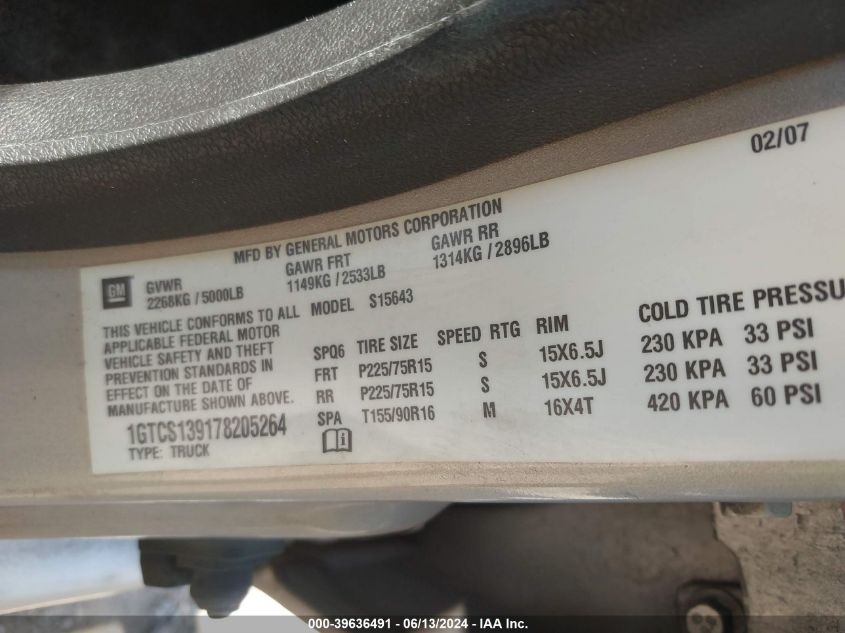 02/07
MFD BY GENERAL MOTORS CORPORATION
GM
GVWR GAWR FRT GAWR RR
2268KG / 5000LB 1149KG / 2533LB 1314KG / 2896LB
THIS VEHICLE CONFORMS TO ALL
APPLICABLE FEDERAL MOTOR
VEHICLE SAFETY AND THEFT
PREVENTION STANDARDS IN
EFFECT ON THE DATE OF
MANUFACTURE SHOWN ABOVE.
1GTCS139178205264
TYPE: TRUCK
MODEL S15643
SPQ6 TIRE SIZE SPEED RTG RIM COLD TIRE PRESSU
FRT P225/75R15 S 15X6.5J 230 KPA 33 PSI
RR P225/75R15 S 15X6.5J 230 KPA 33 PSI
SPA T155/90R16 M 16X4T 420 KPA 60 PSI
000-39636491 - 06/13/2024 - IAA Inc.